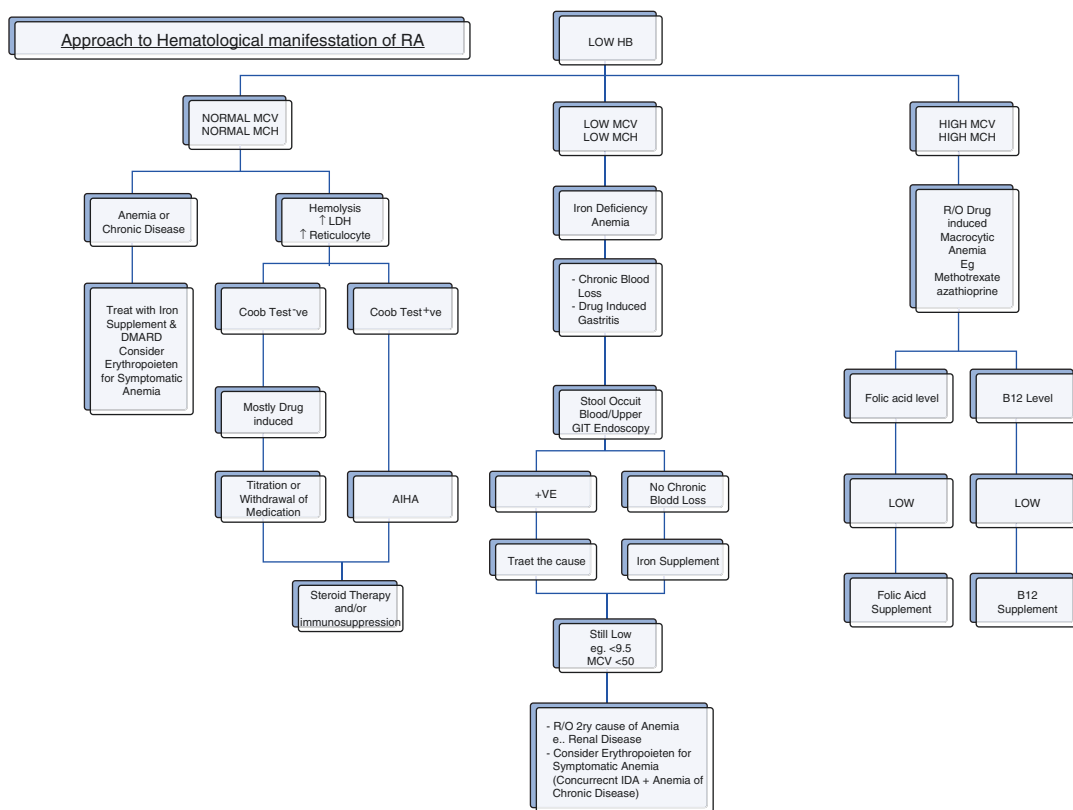 Approach to Hematological manifesstation of RA
LOW HB
NORMAL MCV
NORMAL MCH
LOW MCV
LOW MCH
HIGH MCV
HIGH MCH
Anemia or
Chronic Disease
Hemolysis
↑ LDH
↑ Reticulocyte
Iron Deficiency
Anemia
R/O Drug
induced
Macrocytic
Anemia
Eg
Methotrexate
azathioprine
Treat with Iron
Supplement &
DMARD
Consider
Erythropoieten
for Symptomatic
Anemia
Coob Test-ve
Coob Test+ve
- Chronic Blood
Loss
- Drug Induced
Gastritis
Mostly Drug
induced
Stool Occuit
Blood/Upper
GIT Endoscopy
Folic acid level
B12 Level
Titration or
Withdrawal of
Medication
AIHA
+VE
No Chronic
Blodd Loss
LOW
LOW
Traet the cause
Iron Supplement
Steroid Therapy
and/or
immunosuppression
Folic Aicd
Supplement
B12
Supplement
Still Low
eg. <9.5
MCV <50
- R/O 2ry cause of Anemia
e.. Renal Disease
- Consider Erythropoieten for
Symptomatic Anemia
(Concurrecnt IDA + Anemia of
Chronic Disease)